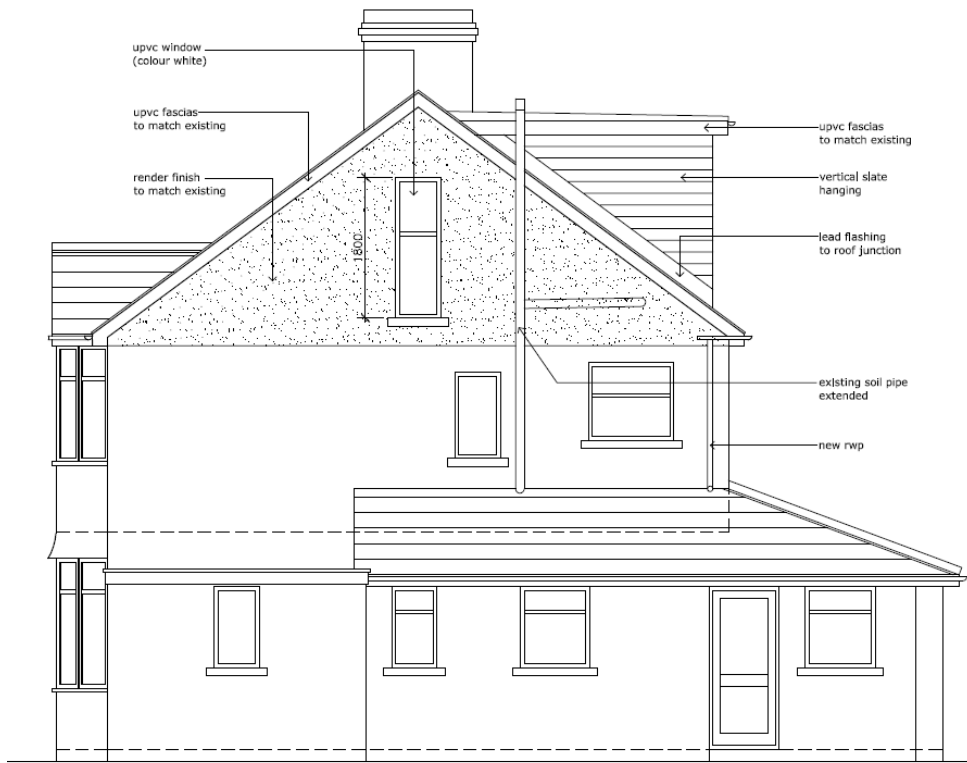 upvc window
(colour white)
upvc fascias
to match existing
render finish
to match existing
1800
upvc fascias
to match existing
vertical slate
hanging
lead flashing
to roof junction
existing soil pipe
extended
new rwp